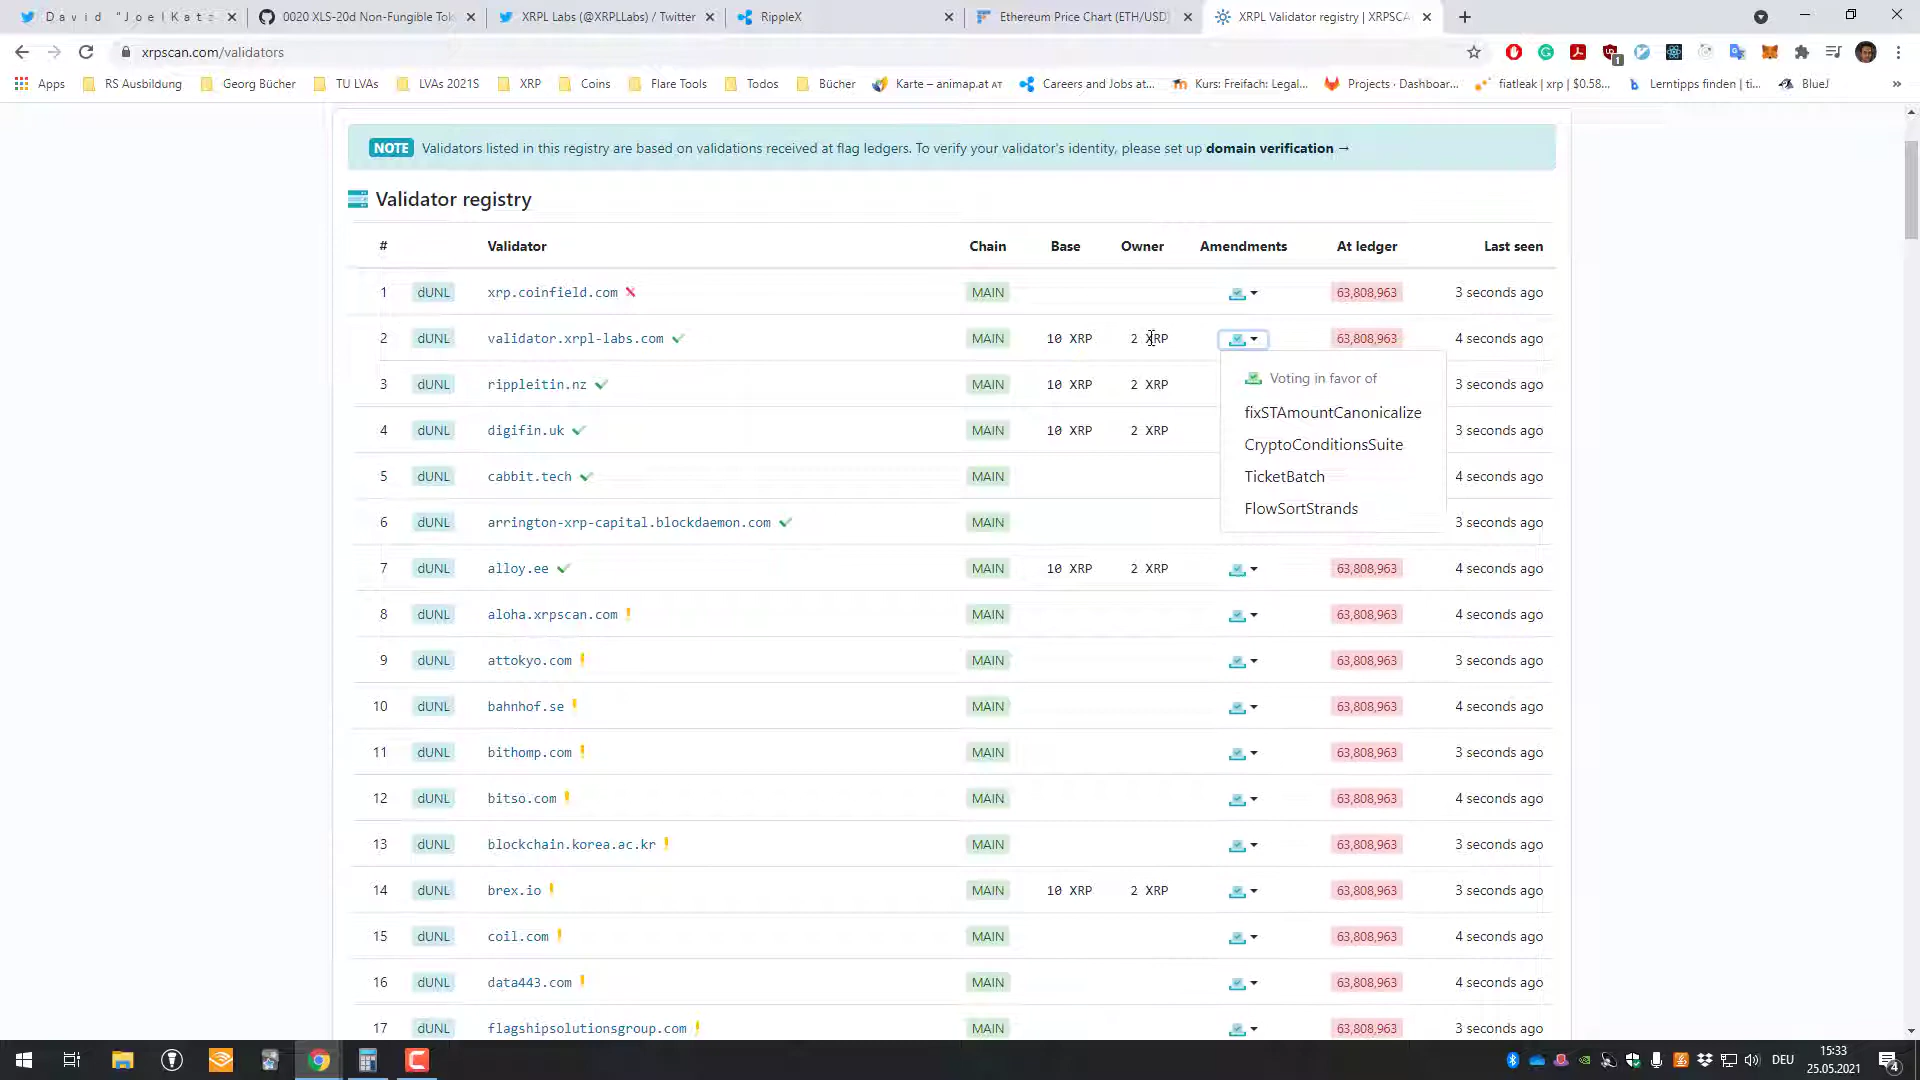 David "JoelKatz
0020 XLS-20d Non-Fungible Tok
XRPL Labs (@XRPLLabs) / Twitter
RippleX
Ethereum Price Chart (ETH/USD)
XRPL Validator registry | XRPSCA
xrpscan.com/validators
Apps
RS Ausbildung
Georg Bücher
TU LVAs
LVAs 2021S
XRP
Coins
Flare Tools
Todos
Bücher
Karte – animap.at AT
Careers and Jobs at...
Kurs: Freifach: Legal...
Projects · Dashboar...
fiatleak | xrp | $0.58...
Lerntipps finden | ti...
BlueJ
»
NOTE Validators listed in this registry are based on validations received at flag ledgers. To verify your validator's identity, please set up domain verification →
Validator registry
# Validator Chain Base Owner Amendments At ledger Last seen
1 dUNL xrp.coinfield.com MAIN 63,808,963 3 seconds ago
2 dUNL validator.xrpl-labs.com MAIN 10 XRP 2 XRP 63,808,963 4 seconds ago
Voting in favor of
fixSTAmountCanonicalize
CryptoConditionsSuite
TicketBatch
FlowSortStrands
3 dUNL rippleitin.nz MAIN 10 XRP 2 XRP 3 seconds ago
4 dUNL digifin.uk MAIN 10 XRP 2 XRP 3 seconds ago
5 dUNL cabbit.tech MAIN 4 seconds ago
6 dUNL arrington-xrp-capital.blockdaemon.com MAIN 3 seconds ago
7 dUNL alloy.ee MAIN 10 XRP 2 XRP 63,808,963 4 seconds ago
8 dUNL aloha.xrpscan.com MAIN 63,808,963 4 seconds ago
9 dUNL attokyo.com MAIN 63,808,963 3 seconds ago
10 dUNL bahnhof.se MAIN 63,808,963 4 seconds ago
11 dUNL bithomp.com MAIN 63,808,963 3 seconds ago
12 dUNL bitso.com MAIN 63,808,963 4 seconds ago
13 dUNL blockchain.korea.ac.kr MAIN 63,808,963 3 seconds ago
14 dUNL brex.io MAIN 10 XRP 2 XRP 63,808,963 3 seconds ago
15 dUNL coil.com MAIN 63,808,963 4 seconds ago
16 dUNL data443.com MAIN 63,808,963 4 seconds ago
17 dUNL flagshipsolutionsgroup.com MAIN 63,808,963 3 seconds ago
DEU
15:33
25.05.2021
4